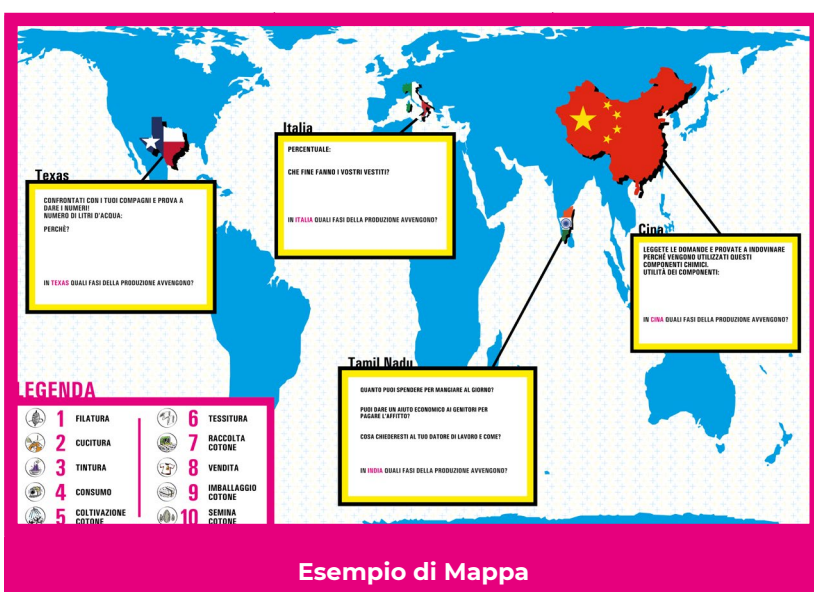 Texas
CONFRONTATI CON I TUOI COMPAGNI E PROVA A
DARE I NUMERI!
NUMERO DI LITRI D'ACQUA:
PERCHÈ?
IN TEXAS QUALI FASI DELLA PRODUZIONE AVVENGONO?
Italia
PERCENTUALE:
CHE FINE FANNO I VOSTRI VESTITI?
IN ITALIA QUALI FASI DELLA PRODUZIONE AVVENGONO?
Cina
LEGGETE LE DOMANDE E PROVATE A INDOVINARE
PERCHÉ VENGONO UTILIZZATI QUESTI
COMPONENTI CHIMICI.
UTILITÀ DEI COMPONENTI:
IN CINA QUALI FASI DELLA PRODUZIONE AVVENGONO?
Tamil Nadu
QUANTO PUOI SPENDERE PER MANGIARE AL GIORNO?
PUOI DARE UN AIUTO ECONOMICO AI GENITORI PER
PAGARE L'AFFITTO?
COSA CHIEDERESTI AL TUO DATORE DI LAVORO E COME?
IN INDIA QUALI FASI DELLA PRODUZIONE AVVENGONO?
LEGENDA
1 FILATURA
2 CUCITURA
3 TINTURA
4 CONSUMO
5 COLTIVAZIONE
COTONE
6 TESSITURA
7 RACCOLTA
COTONE
8 VENDITA
9 IMBALLAGGIO
COTONE
10 SEMINA
COTONE
Esempio di Mappa